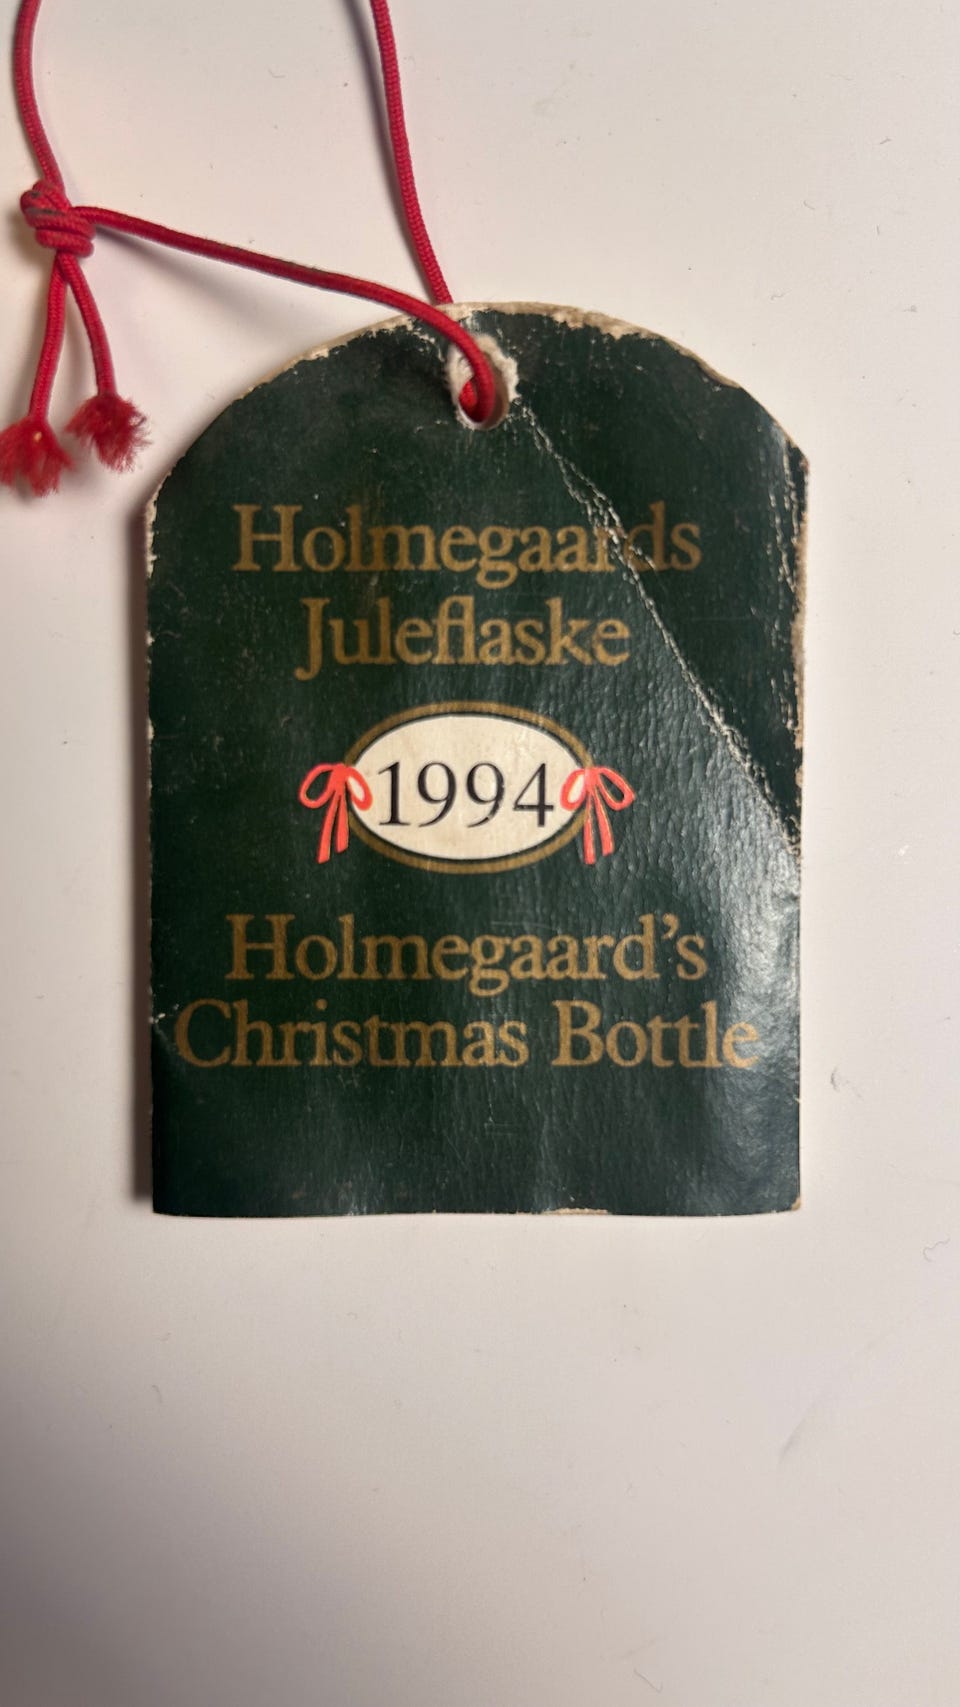 Holmegaards
Juleflaske
1994
Holmegaard's
Christmas Bottle